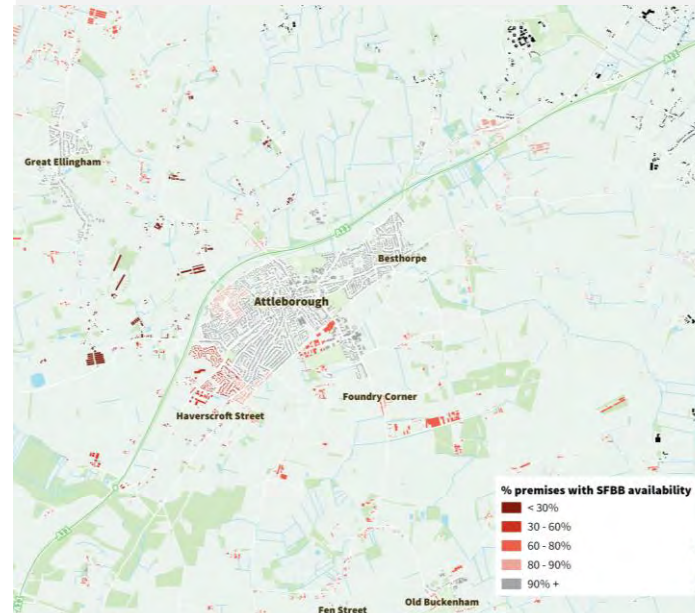 Great Ellingham
Besthorpe
Attleborough
Foundry Corner
Haverscroft Street
% premises with SFBB availability
< 30%
30 - 60%
60 - 80%
80 - 90%
90% +
Old Buckenham
Fen Street